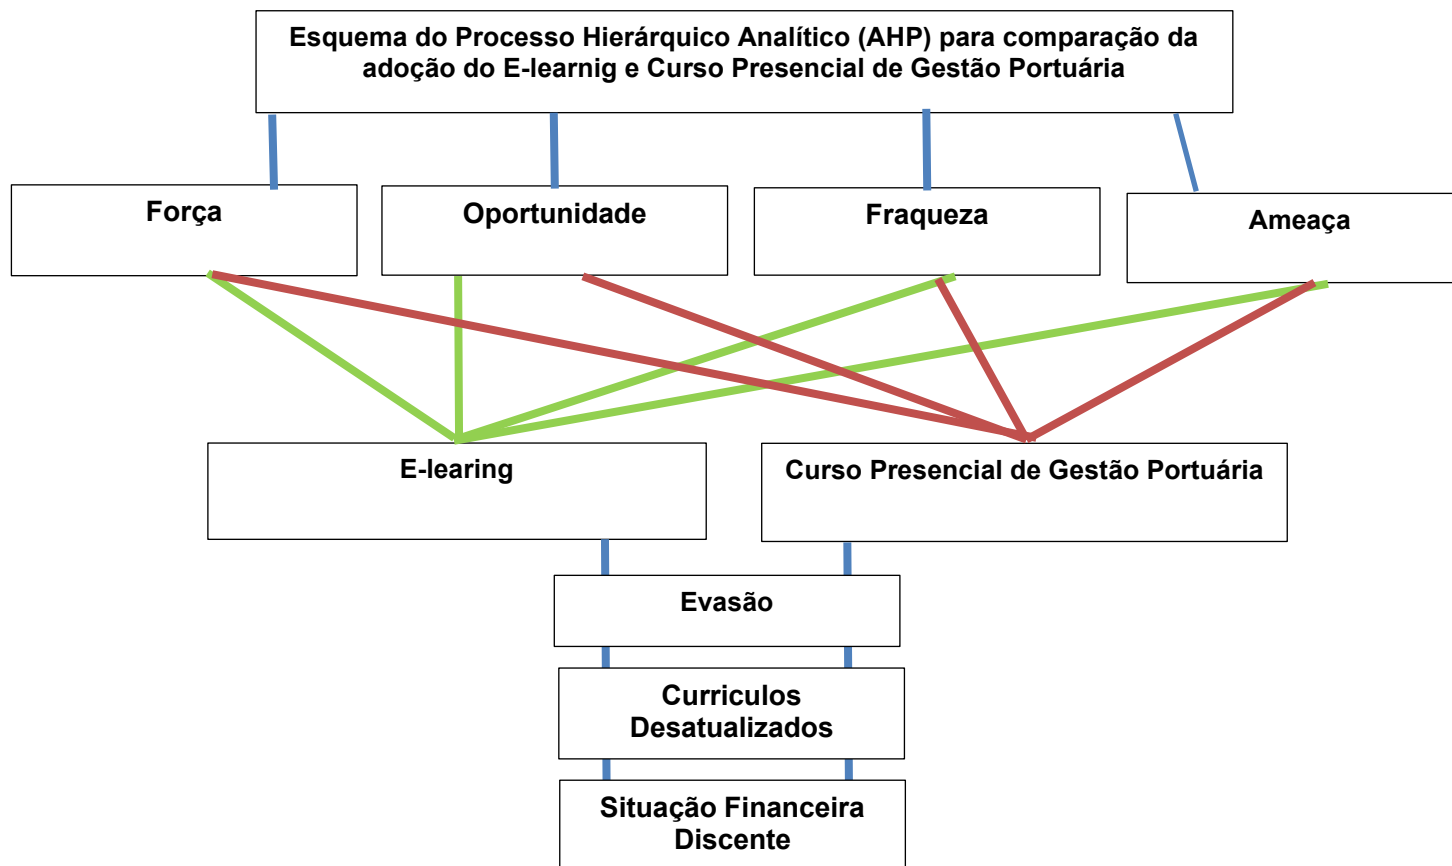 Esquema do Processo Hierárquico Analítico (AHP) para comparação da
adoção do E-learnig e Curso Presencial de Gestão Portuária
Força
Oportunidade
Fraqueza
Ameaça
E-learing
Curso Presencial de Gestão Portuária
Evasão
Curriculos
Desatualizados
Situação Financeira
Discente